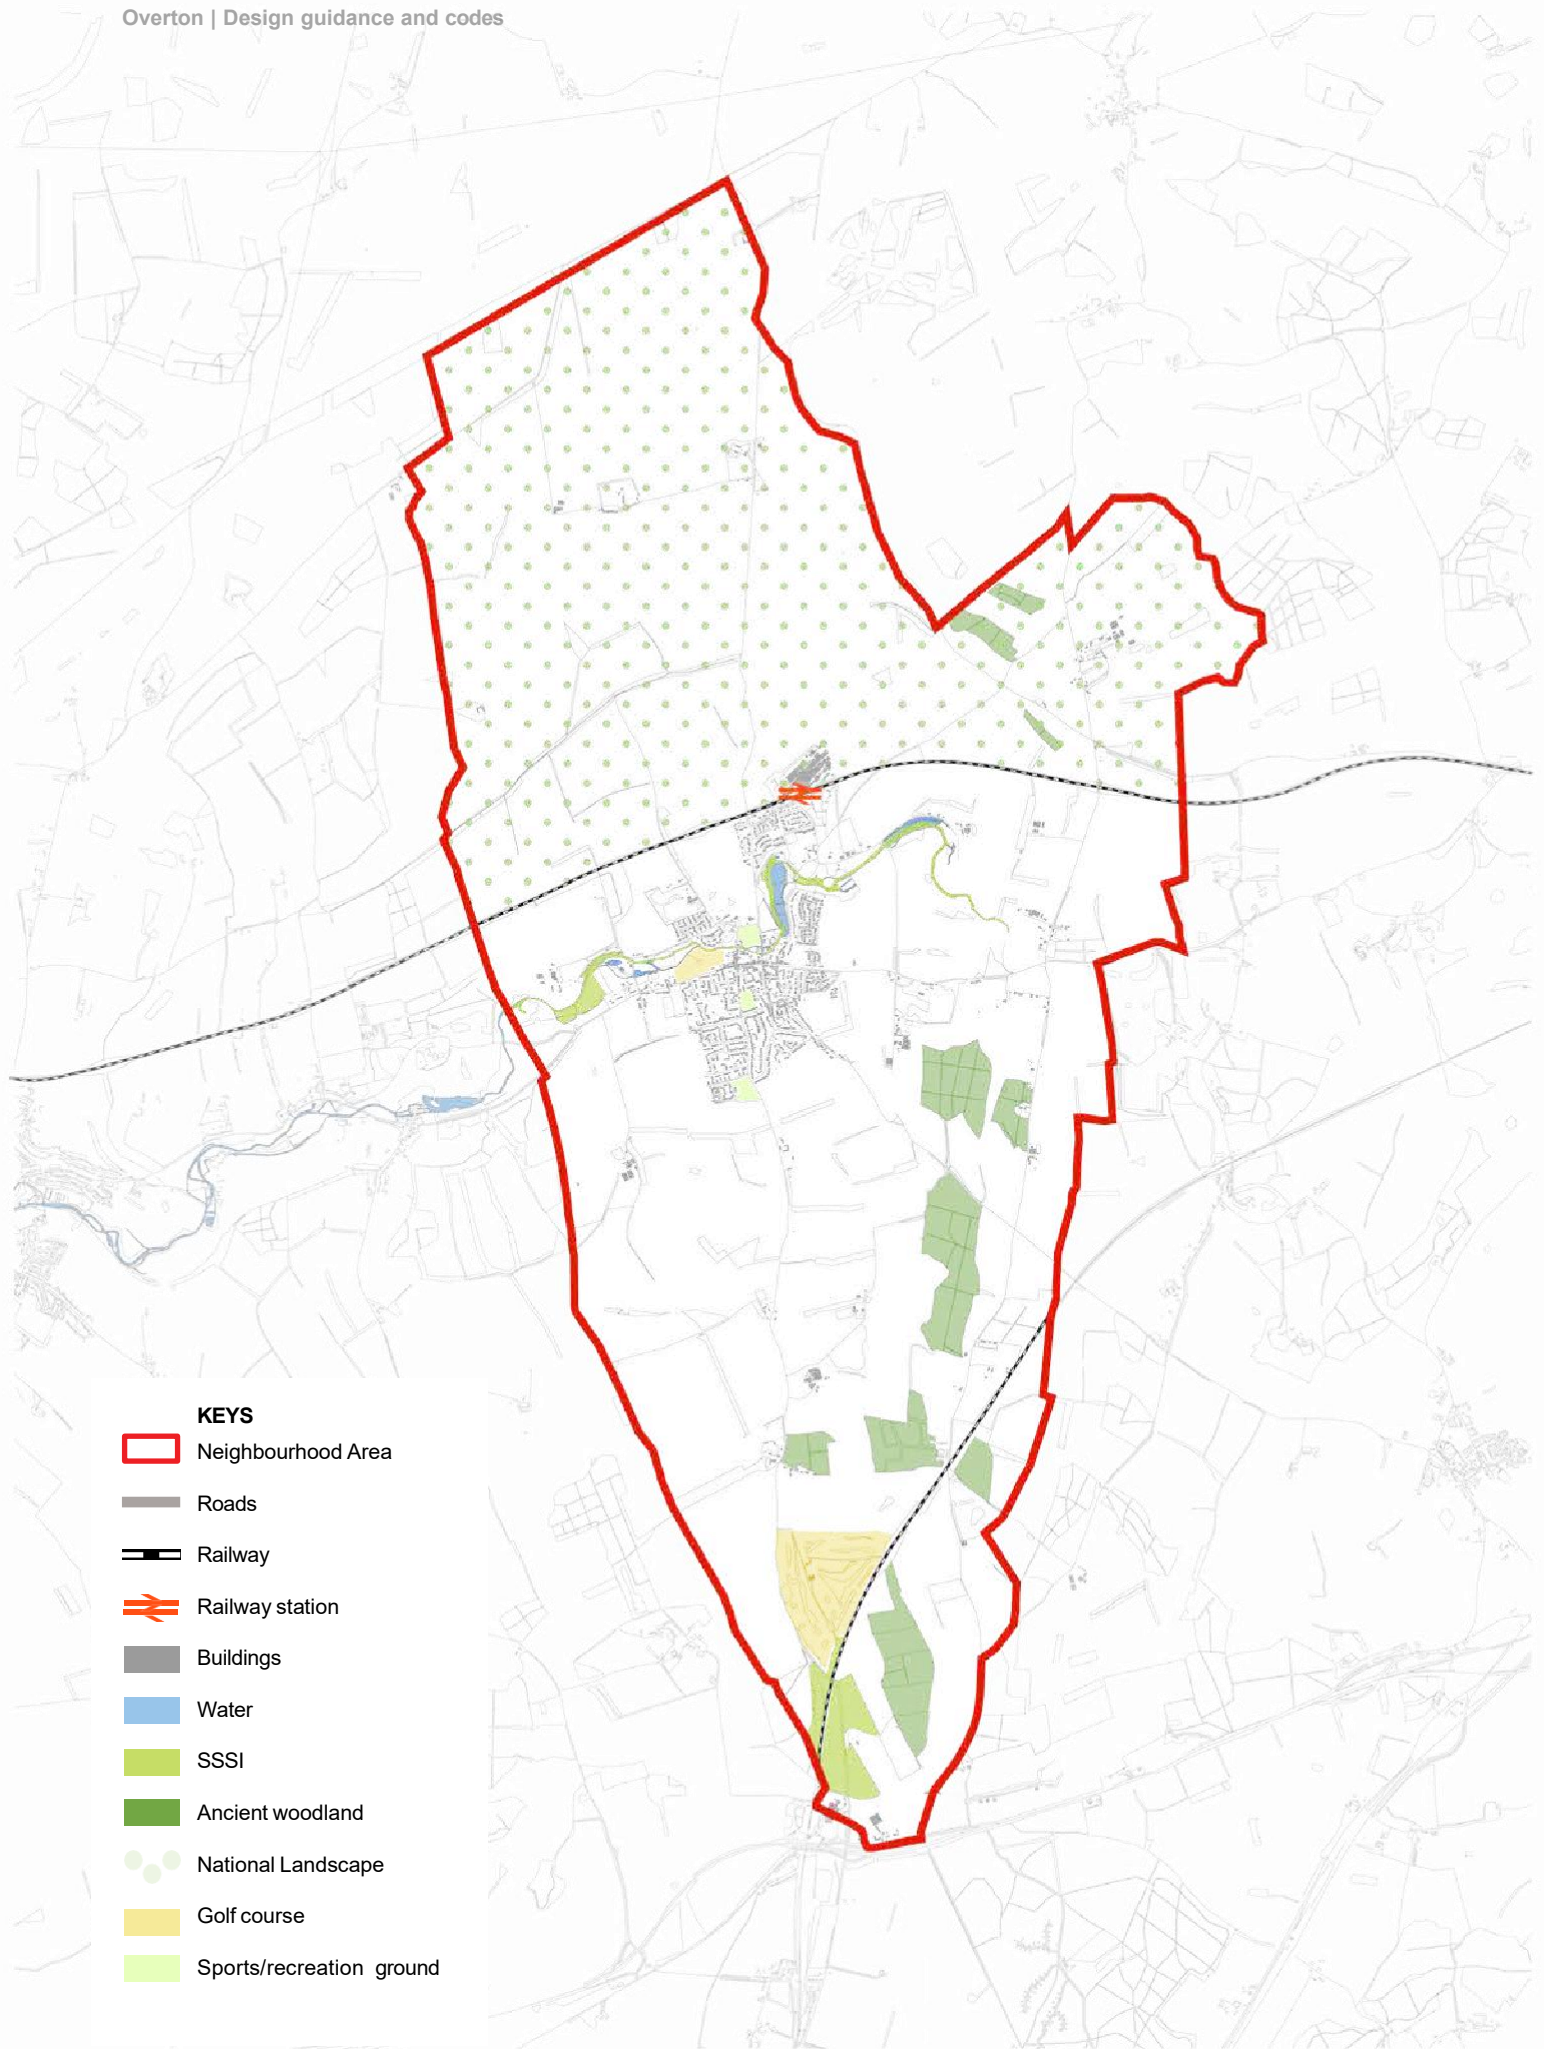 Overton | Design guidance and codes
KEYS
Neighbourhood Area
Roads
Railway
Railway station
Buildings
Water
SSSI
Ancient woodland
National Landscape
Golf course
Sports/recreation ground